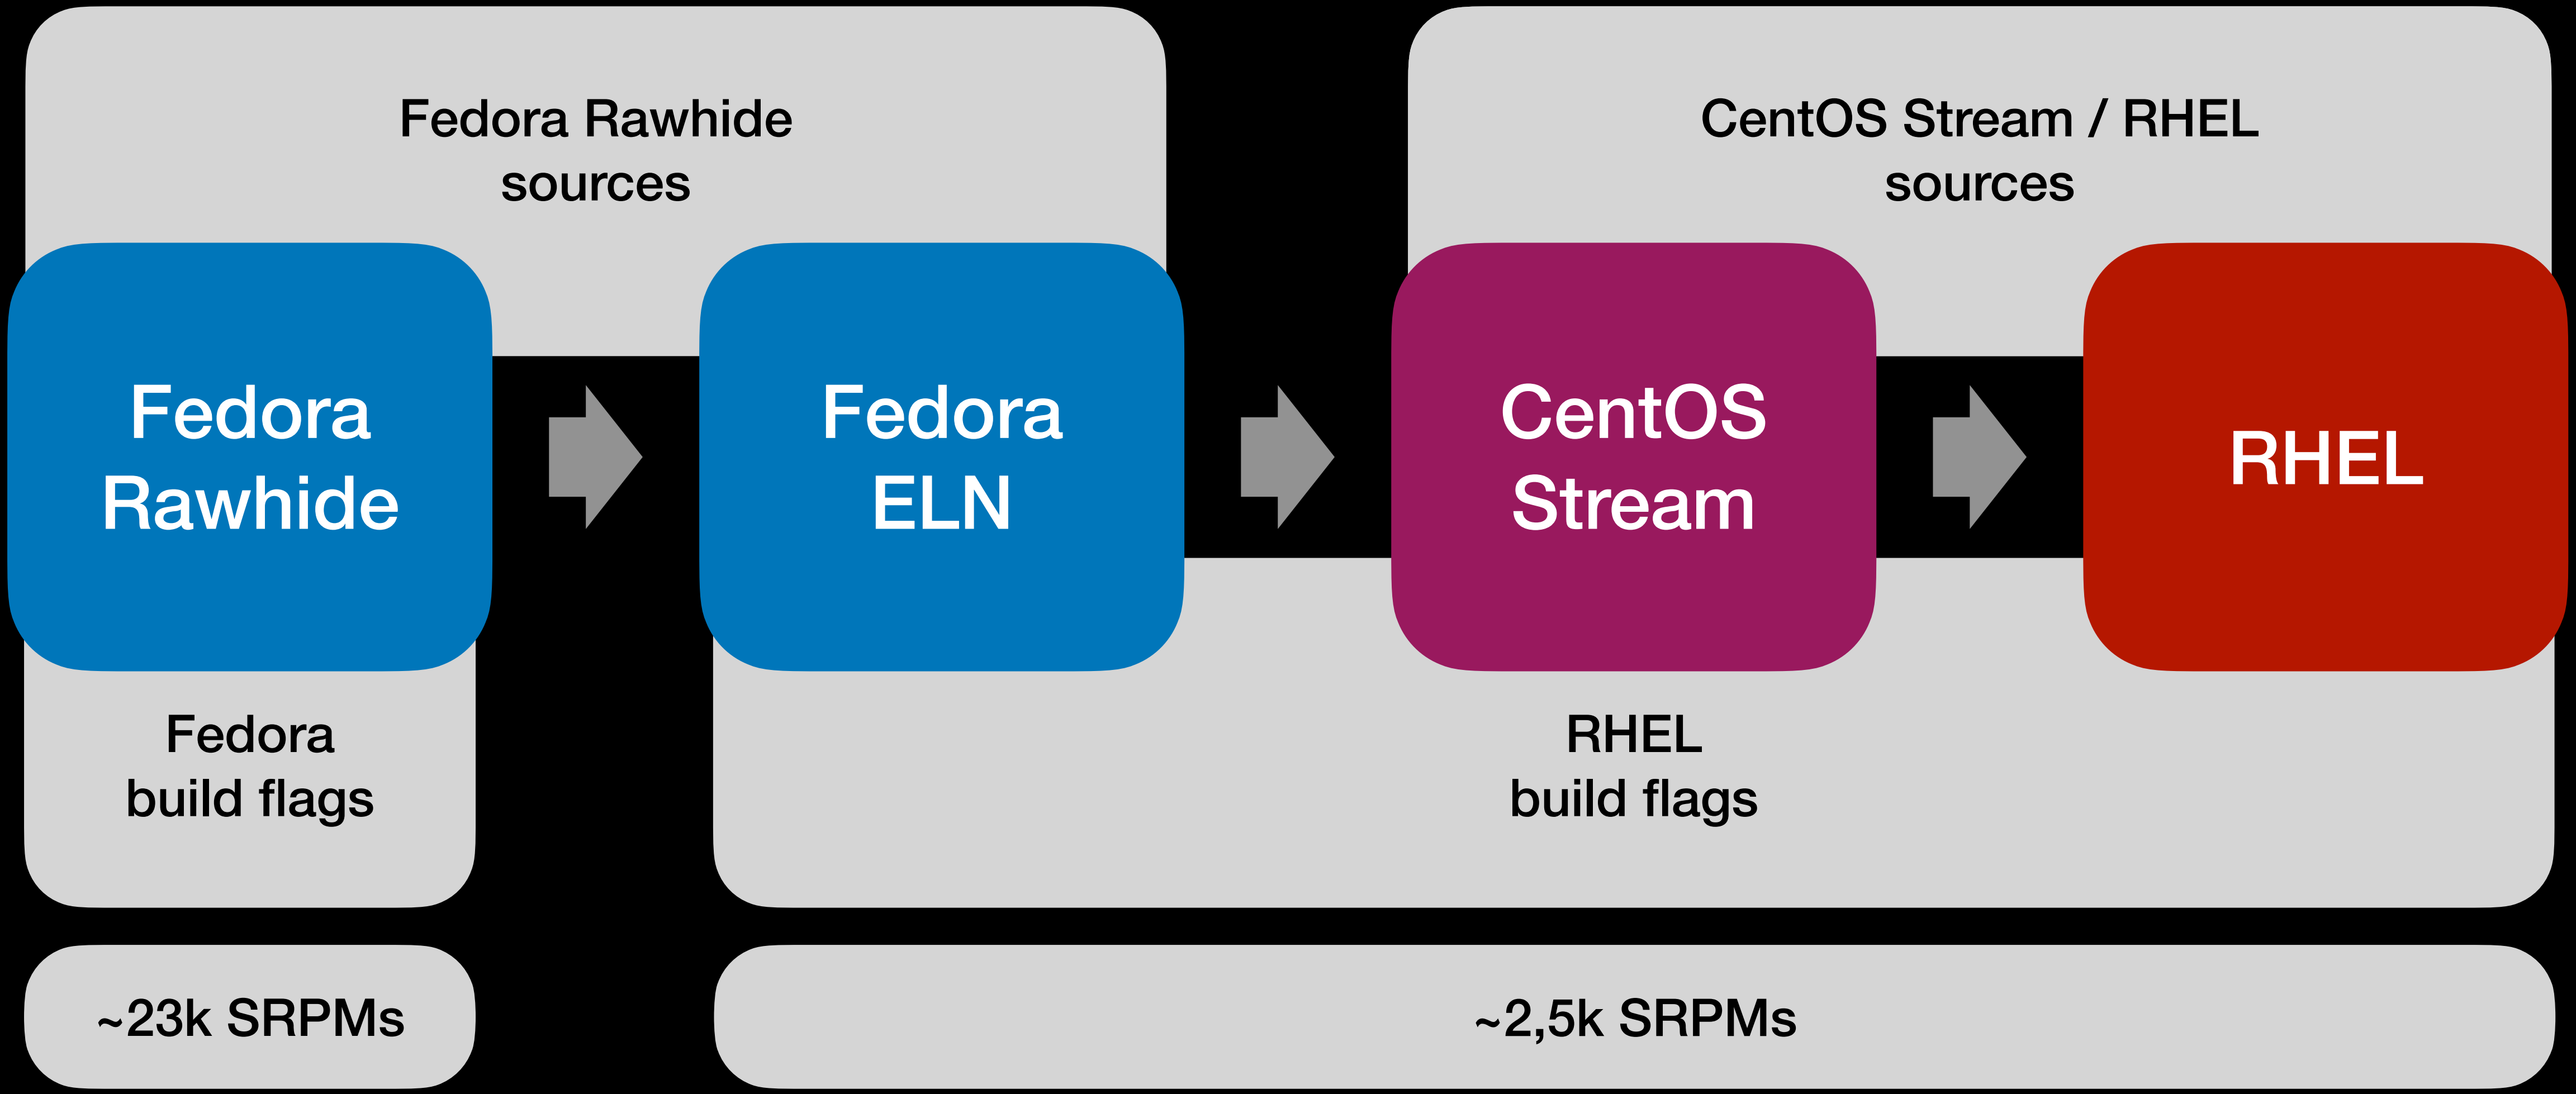 Fedora Rawhide
sources
CentOS Stream / RHEL
sources
Fedora
Rawhide
Fedora
ELN
CentOS
Stream
RHEL
Fedora
build flags
RHEL
build flags
~23k SRPMs
~2,5k SRPMs